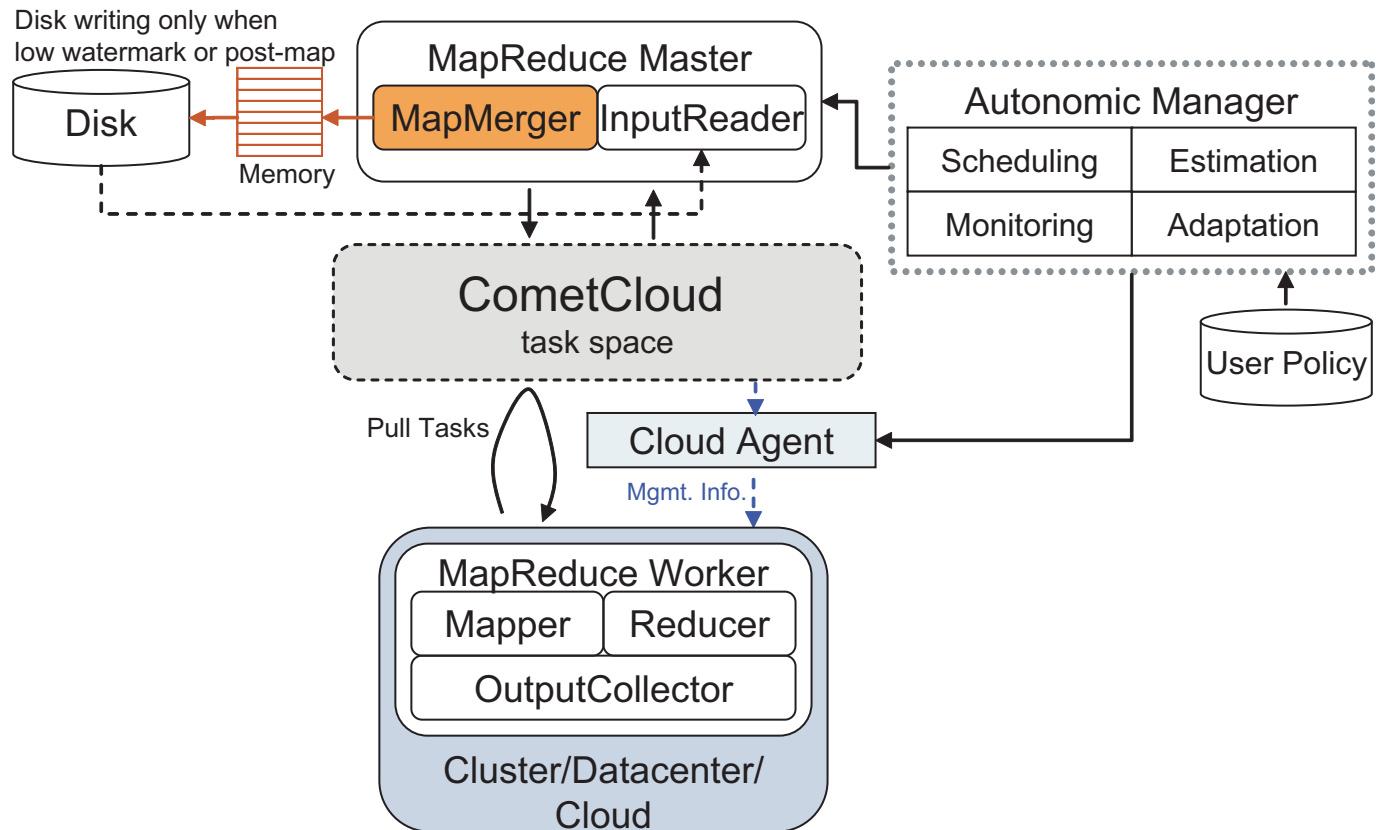 Disk writing only when
low watermark or post-map
Disk
Memory
MapReduce Master
MapMerger
InputReader
Autonomic Manager
Scheduling
Estimation
Monitoring
Adaptation
User Policy
CometCloud
task space
Pull Tasks
Cloud Agent
Mgmt. Info.
MapReduce Worker
Mapper
Reducer
OutputCollector
Cluster/Datacenter/
Cloud